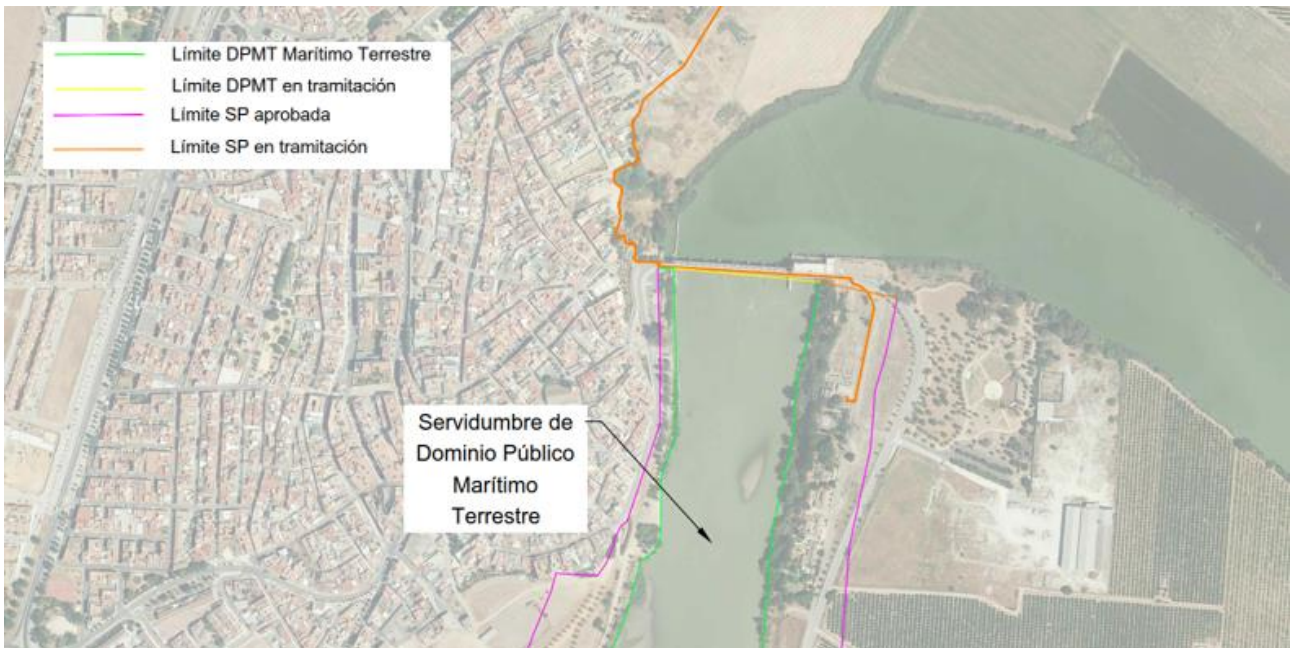 Límite DPMT Marítimo Terrestre
Límite DPMT en tramitación
Límite SP aprobada
Límite SP en tramitación
Servidumbre de
Dominio Público
Marítimo
Terrestre